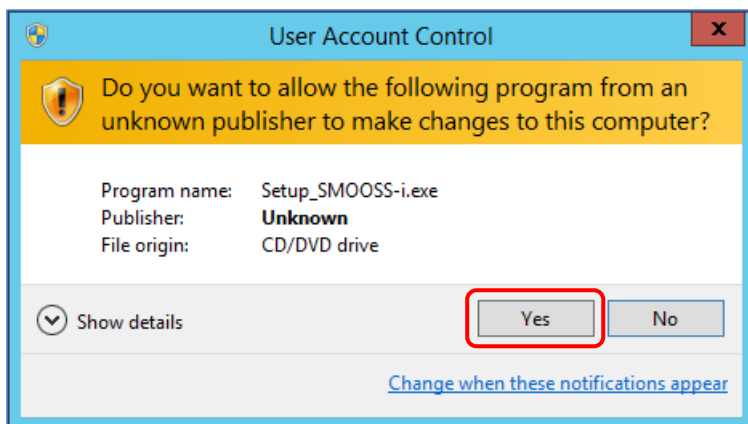 User Account Control
x
Do you want to allow the following program from an
unknown publisher to make changes to this computer?
Program name: Setup_SMOOSS-i.exe
Publisher: Unknown
File origin: CD/DVD drive
Show details Yes No
Change when these notifications appear